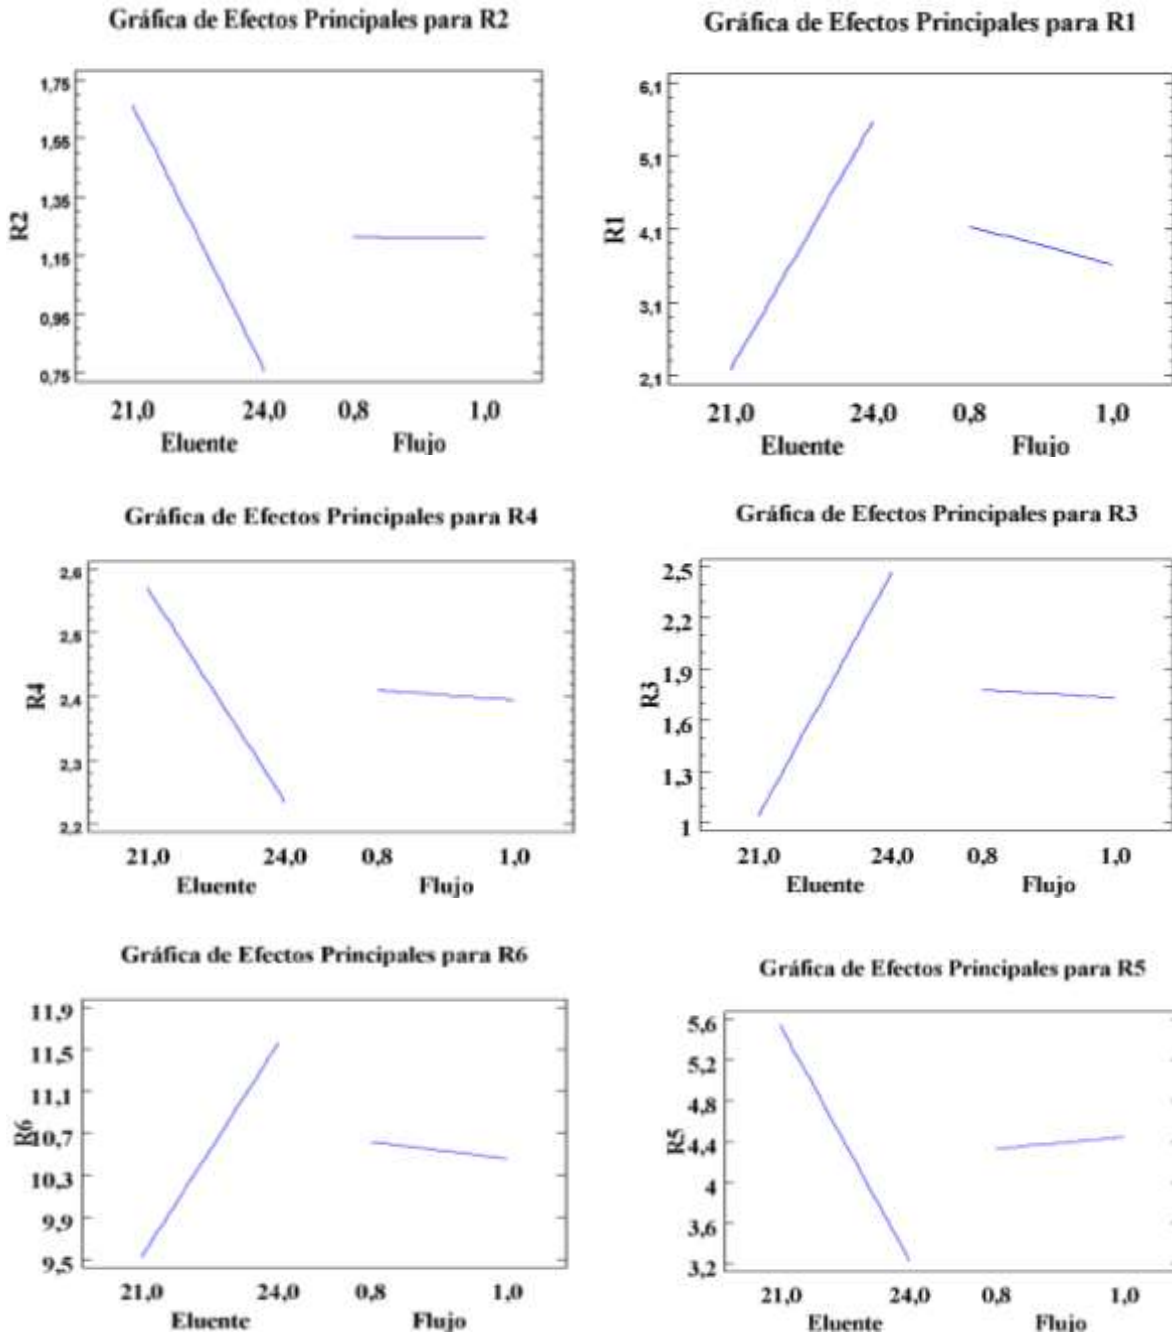 Gráfica de Efectos Principales para R2
1,75
1,55
1,35
1,15
0,95
0,75
R2
21,0 24,0 0,8 1,0
Eluente Flujo
Gráfica de Efectos Principales para R1
6,1
5,1
4,1
3,1
2,1
R1
21,0 24,0 0,8 1,0
Eluente Flujo
Gráfica de Efectos Principales para R4
2,6
2,5
2,4
2,3
2,2
R4
21,0 24,0 0,8 1,0
Eluente Flujo
Gráfica de Efectos Principales para R3
2,5
2,2
1,9
1,6
1,3
1
R3
21,0 24,0 0,8 1,0
Eluente Flujo
Gráfica de Efectos Principales para R6
11,9
11,5
11,1
10,7
10,3
9,9
9,5
R6
21,0 24,0 0,8 1,0
Eluente Flujo
Gráfica de Efectos Principales para R5
5,6
5,2
4,8
4,4
4
3,6
3,2
R5
21,0 24,0 0,8 1,0
Eluente Flujo